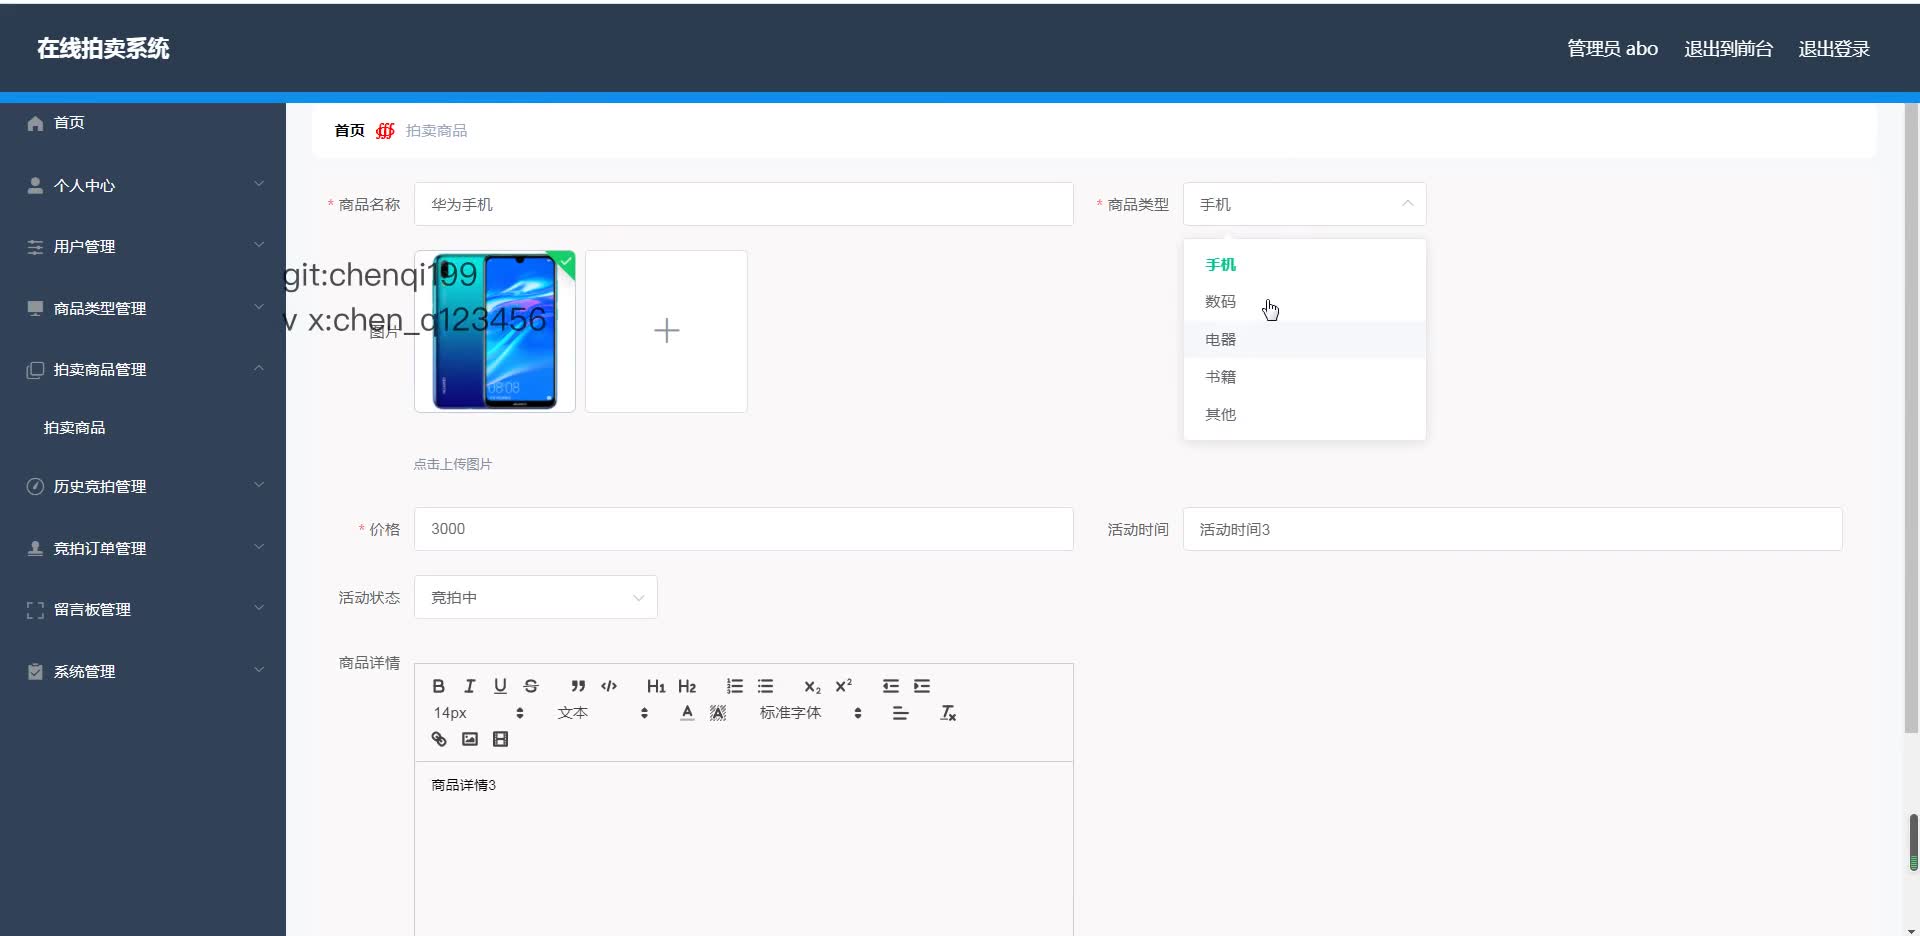 在线拍卖系统
管理员 abo 退出到前台 退出登录
首页
个人中心
用户管理
商品类型管理
拍卖商品管理
拍卖商品
历史竞拍管理
竞拍订单管理
留言板管理
系统管理
首页 拍卖商品
* 商品名称 华为手机
* 商品类型 手机
手机
数码
电器
书籍
其他
git:chenqi199
v x:chen_q123456
图片
08:08
点击上传图片
* 价格 3000
活动时间 活动时间3
活动状态 竞拍中
商品详情
14px 文本 标准字体
商品详情3